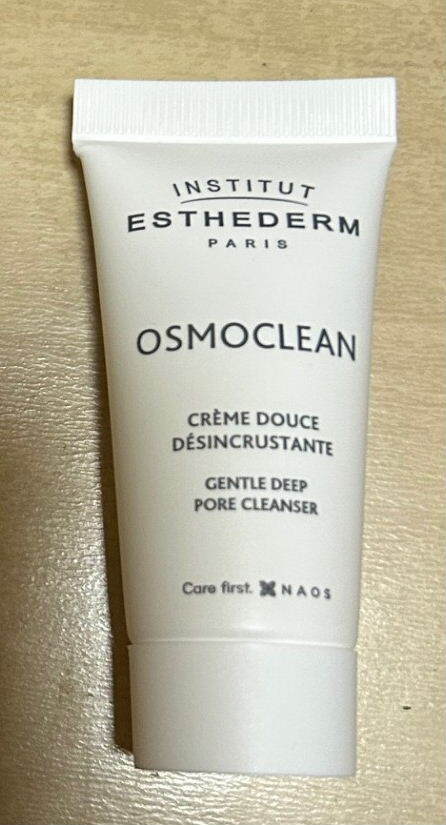 INSTITUT
ESTHEDERM
PARIS
OSMOCLEAN
CRÈME DOUCE
DÉSINCRUSTANTE
GENTLE DEEP
PORE CLEANSER
Care first. NAOS